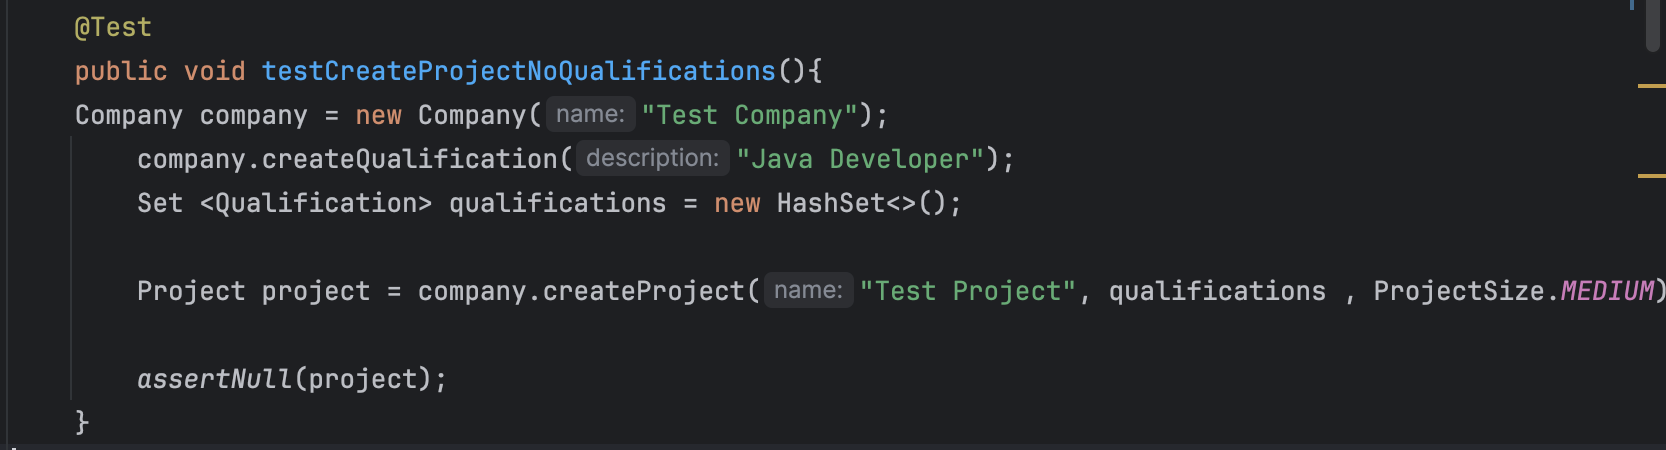 @Test
public void testCreateProjectNoQualifications(){
Company company = new Company( name: "Test Company");
company.createQualification( description: "Java Developer");
Set <Qualification> qualifications = new HashSet<>();
Project project = company.createProject( name: "Test Project", qualifications , ProjectSize.MEDIUM)
assertNull(project);
}